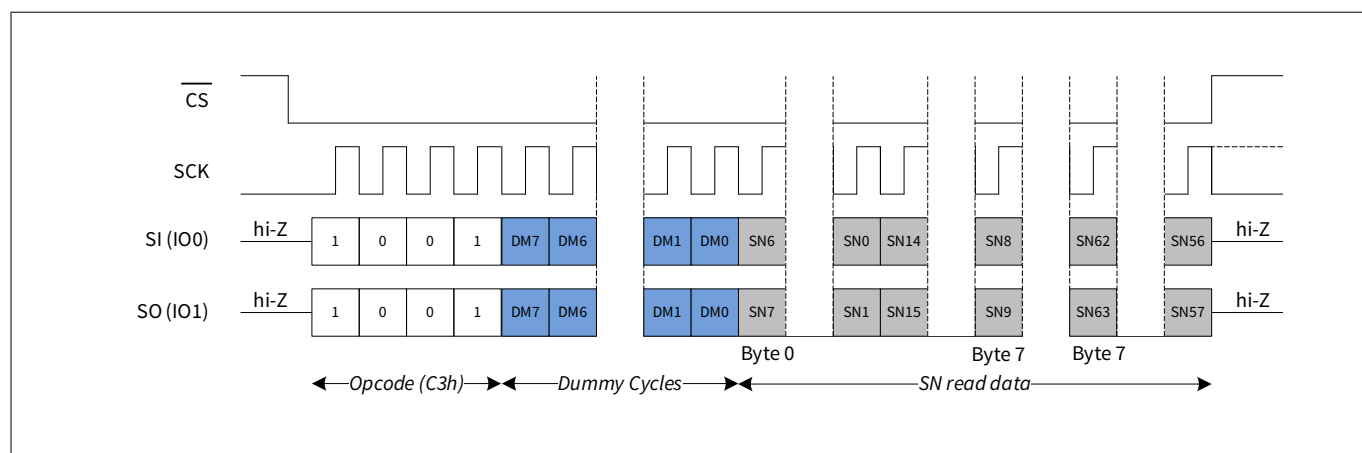 CS
SCK
hi-Z 1 0 0 1 DM7 DM6 DM1 DM0 SN6 SN0 SN14 SN8 SN62 SN56 hi-Z
SI (IO0)
hi-Z 1 0 0 1 DM7 DM6 DM1 DM0 SN7 SN1 SN15 SN9 SN63 SN57 hi-Z
SO (IO1)
Byte 0 Byte 7 Byte 7
Opcode (C3h) Dummy Cycles SN read data